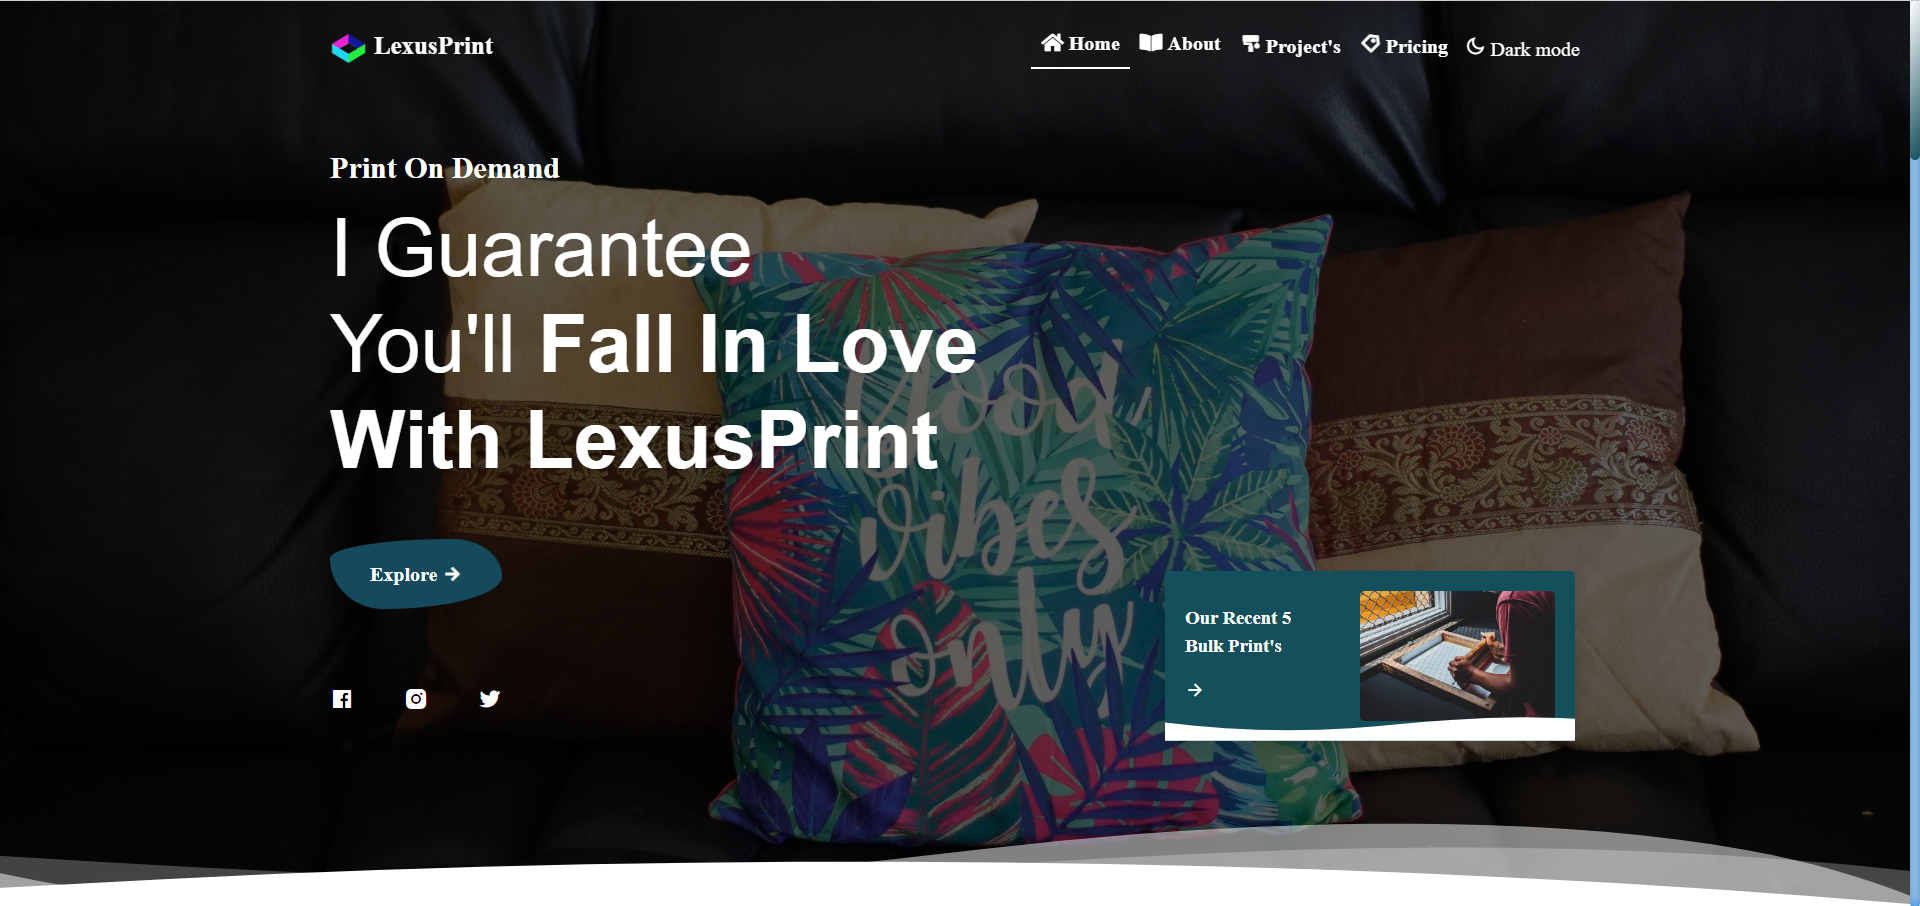 LexusPrint
Home About Project's Pricing Dark mode
Print On Demand
I Guarantee
You'll Fall In Love
With LexusPrint
good
vibes
only
Explore
Our Recent 5
Bulk Print's